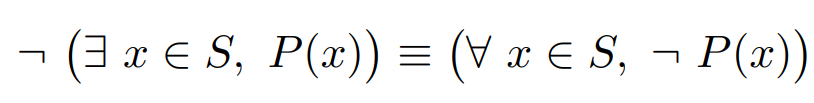 ¬ (∃ x ∈ S, P(x)) ≡ (∀ x ∈ S, ¬ P(x))